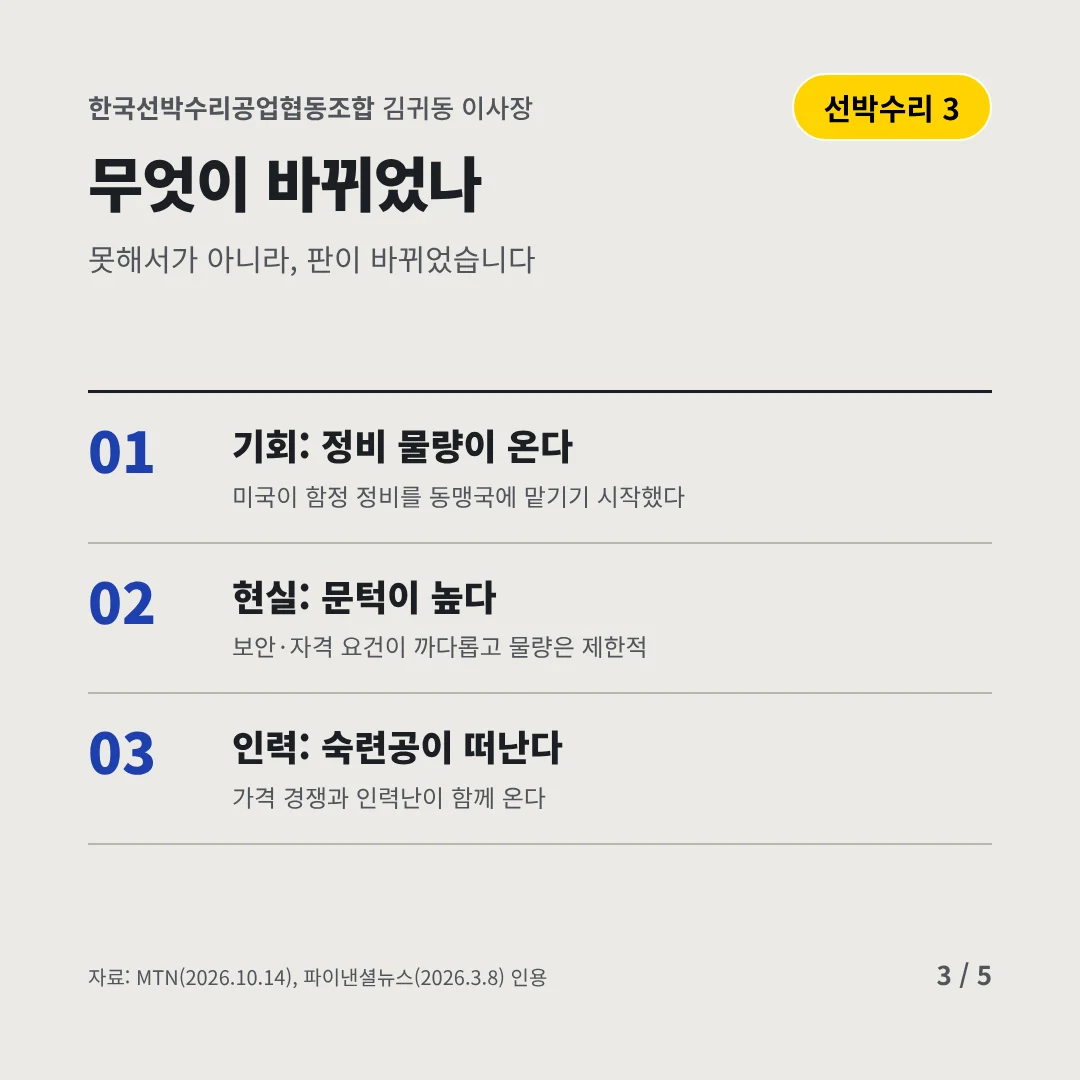 한국선박수리공업협동조합 김귀동 이사장
선박수리 3
무엇이 바뀌었나
못해서가 아니라, 판이 바뀌었습니다
01
기회: 정비 물량이 온다
미국이 함정 정비를 동맹국에 맡기기 시작했다
02
현실: 문턱이 높다
보안·자격 요건이 까다롭고 물량은 제한적
03
인력: 숙련공이 떠난다
가격 경쟁과 인력난이 함께 온다
자료: MTN(2026.10.14), 파이낸셜뉴스(2026.3.8) 인용
3 / 5